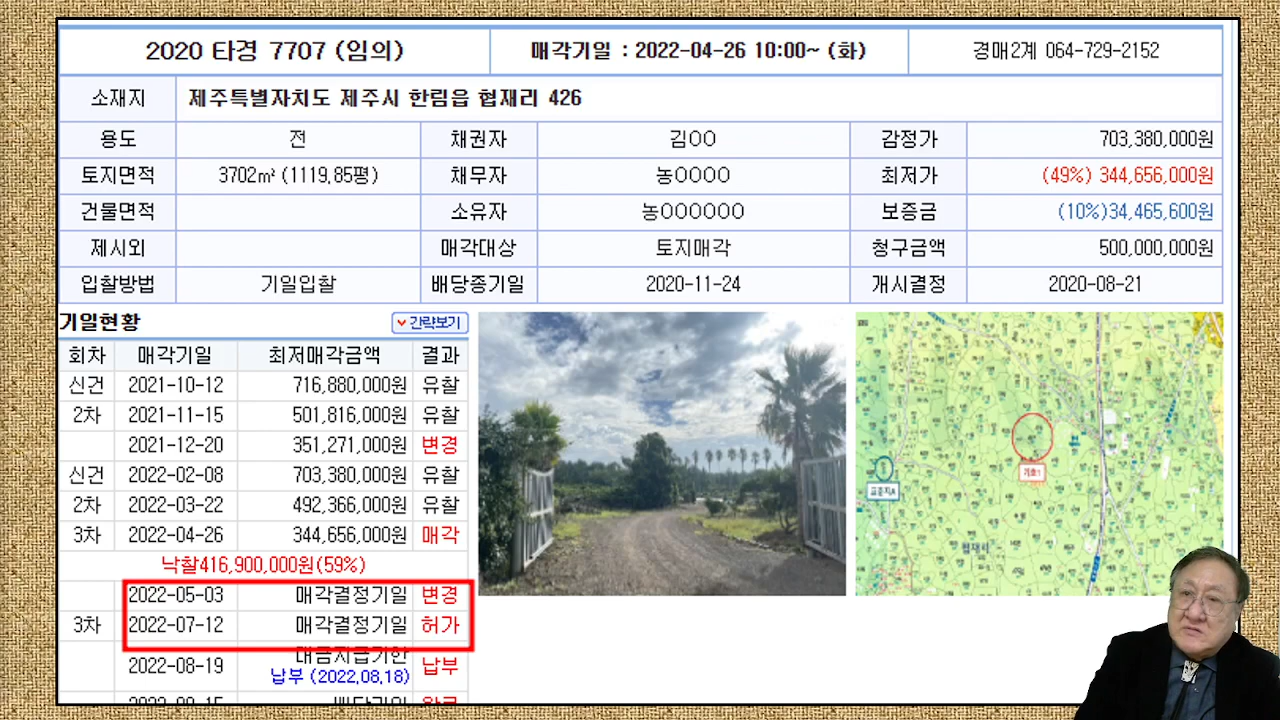 2020 타경 7707 (임의) 매각기일 : 2022-04-26 10:00~ (화) 경매2계 064-729-2152
소재지 제주특별자치도 제주시 한림읍 협재리 426
용도 전 채권자 김OO 감정가 703,380,000원
토지면적 3702㎡ (1119.85평) 채무자 농OOOO 최저가 (49%) 344,656,000원
건물면적 소유자 농OOOOOO 보증금 (10%)34,465,600원
제시외 매각대상 토지매각 청구금액 500,000,000원
입찰방법 기일입찰 배당종기일 2020-11-24 개시결정 2020-08-21
기일현황 간략보기
회차 매각기일 최저매각금액 결과
신건 2021-10-12 716,880,000원 유찰
2차 2021-11-15 501,816,000원 유찰
2021-12-20 351,271,000원 변경
신건 2022-02-08 703,380,000원 유찰
2차 2022-03-22 492,366,000원 유찰
3차 2022-04-26 344,656,000원 매각
낙찰416,900,000원(59%)
2022-05-03 매각결정기일 변경
3차 2022-07-12 매각결정기일 허가
2022-08-19 대금지급기한 납부
납부 (2022.08.18)
기호1
협재리